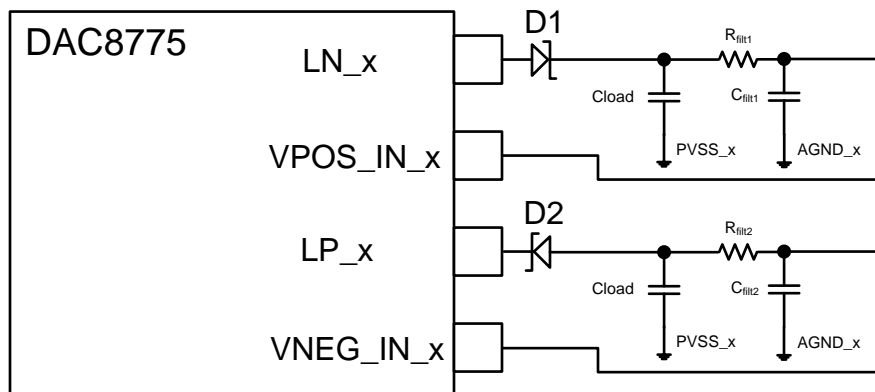 DAC8775
D1
LN_x
Rfilt1
Cload
Cfilt1
PVSS_x
AGND_x
VPOS_IN_x
D2
LP_x
Rfilt2
Cload
Cfilt2
PVSS_x
AGND_x
VNEG_IN_x